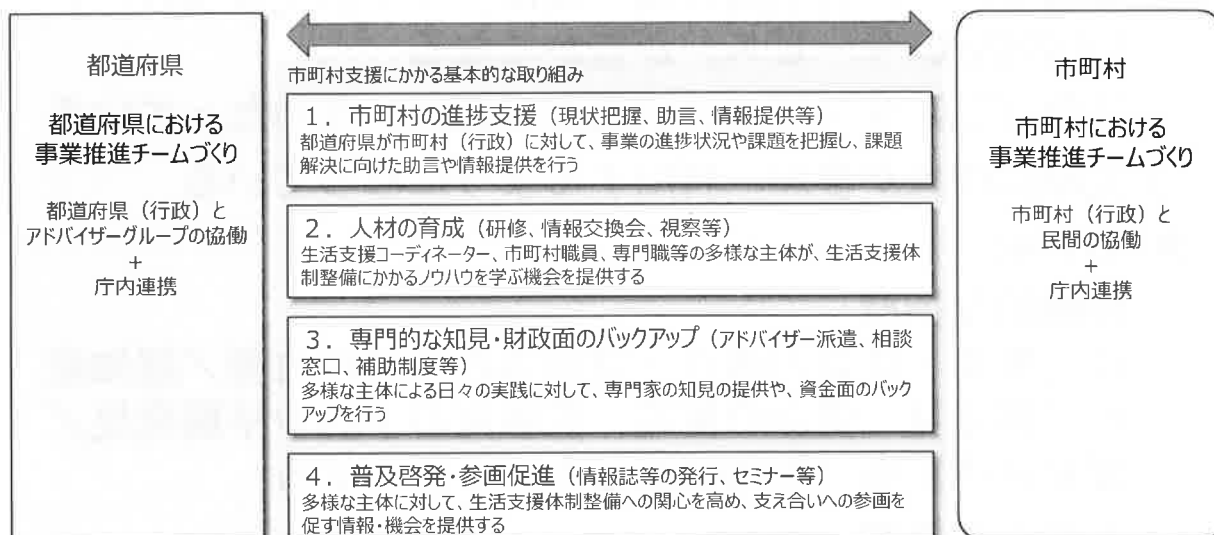 都道府県
都道府県における
事業推進チームづくり
都道府県（行政）と
アドバイザーグループの協働
+
庁内連携
市町村支援にかかる基本的な取り組み
１．市町村の進捗支援（現状把握、助言、情報提供等）
都道府県が市町村（行政）に対して、事業の進捗状況や課題を把握し、課題
解決に向けた助言や情報提供を行う
２．人材の育成（研修、情報交換会、視察等）
生活支援コーディネーター、市町村職員、専門職等の多様な主体が、生活支援体
制整備にかかるノウハウを学ぶ機会を提供する
３．専門的な知見・財政面のバックアップ（アドバイザー派遣、相談
窓口、補助制度等）
多様な主体による日々の実践に対して、専門家の知見の提供や、資金面のバック
アップを行う
４．普及啓発・参画促進（情報誌等の発行、セミナー等）
多様な主体に対して、生活支援体制整備への関心を高め、支え合いへの参画を
促す情報・機会を提供する
市町村
市町村における
事業推進チームづくり
市町村（行政）と
民間の協働
+
庁内連携